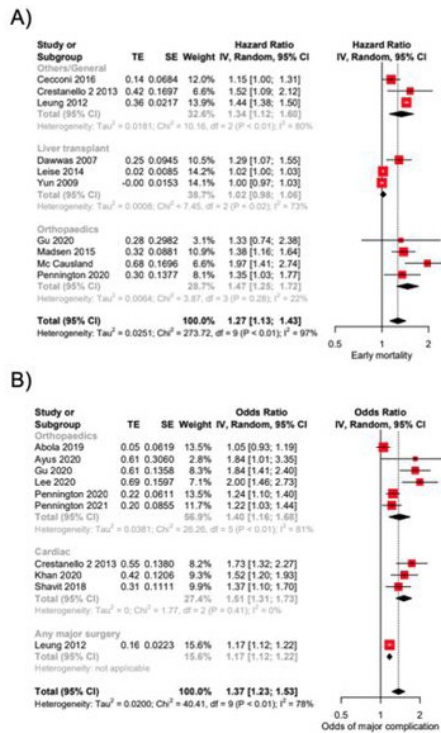 A)
Study or Hazard Ratio Hazard Ratio
Subgroup TE SE Weight IV, Random, 95% CI IV, Random, 95% CI
Others/General
Cecconi 2016 0.14 0.0684 12.0% 1.15 [1.00; 1.31]
Crestanello 2 2013 0.42 0.1697 6.6% 1.52 [1.09; 2.12]
Leung 2012 0.36 0.0217 13.9% 1.44 [1.38; 1.50]
Total (95% CI) 32.6% 1.34 [1.12; 1.60]
Heterogeneity: Tau² = 0.0181; Chi² = 10.16, df = 2 (P < 0.01); I² = 80%
Liver transplant
Dawwas 2007 0.25 0.0945 10.5% 1.29 [1.07; 1.55]
Leise 2014 0.02 0.0085 14.2% 1.02 [1.00; 1.03]
Yun 2009 -0.00 0.0153 14.1% 1.00 [0.97; 1.03]
Total (95% CI) 38.7% 1.02 [0.98; 1.06]
Heterogeneity: Tau² = 0.0008; Chi² = 7.45, df = 2 (P = 0.02); I² = 73%
Gu 2020 0.28 0.2982 3.1% 1.33 [0.74; 2.38]
Madsen 2015 0.32 0.0881 10.9% 1.38 [1.16; 1.64]
Mc Causland 0.68 0.1696 6.6% 1.97 [1.41; 2.74]
Pennington 2020 0.30 0.1377 8.1% 1.35 [1.03; 1.77]
Total (95% CI) 28.7% 1.47 [1.25; 1.72]
Heterogeneity: Tau² = 0.0064; Chi² = 3.87, df = 3 (P = 0.28); I² = 22%
Total (95% CI) 100.0% 1.27 [1.13; 1.43]
Heterogeneity: Tau² = 0.0251; Chi² = 273.72, df = 9 (P < 0.01); I² = 97%
1 2
Early mortality
B)
Study or Odds Ratio Odds Ratio
Subgroup TE SE Weight IV, Random, 95% CI IV, Random, 95% CI
Orthopaedics
Abola 2019 0.05 0.0619 13.5% 1.05 [0.93; 1.19]
Ayus 2020 0.61 0.3060 2.8% 1.84 [1.01; 3.35]
Gu 2020 0.61 0.1358 8.3% 1.84 [1.41; 2.40]
Lee 2020 0.69 0.1597 7.0% 2.00 [1.46; 2.73]
Pennington 2020 0.22 0.0611 13.5% 1.24 [1.10; 1.40]
Pennington 2021 0.20 0.0855 11.7% 1.22 [1.03; 1.44]
Total (95% CI) 56.9% 1.40 [1.16; 1.68]
Heterogeneity: Tau² = 0.0381; Chi² = 26.26, df = 5 (P < 0.01); I² = 81%
Cardiac
Crestanello 2 2013 0.55 0.1380 8.2% 1.73 [1.32; 2.27]
Khan 2020 0.42 0.1206 9.3% 1.52 [1.20; 1.93]
Shavit 2018 0.31 0.1111 9.9% 1.37 [1.10; 1.70]
Total (95% CI) 27.4% 1.51 [1.31; 1.73]
Heterogeneity: Tau² = 0; Chi² = 1.77, df = 2 (P = 0.41); I² = 0%
Any major surgery
Leung 2012 0.16 0.0223 15.6% 1.17 [1.12; 1.22]
Total (95% CI) 15.6% 1.17 [1.12; 1.22]
Heterogeneity: not applicable
Total (95% CI) 100.0% 1.37 [1.23; 1.53]
Heterogeneity: Tau² = 0.0200; Chi² = 40.41, df = 9 (P < 0.01); I² = 78%
0.5 1 2
Odds of major complication